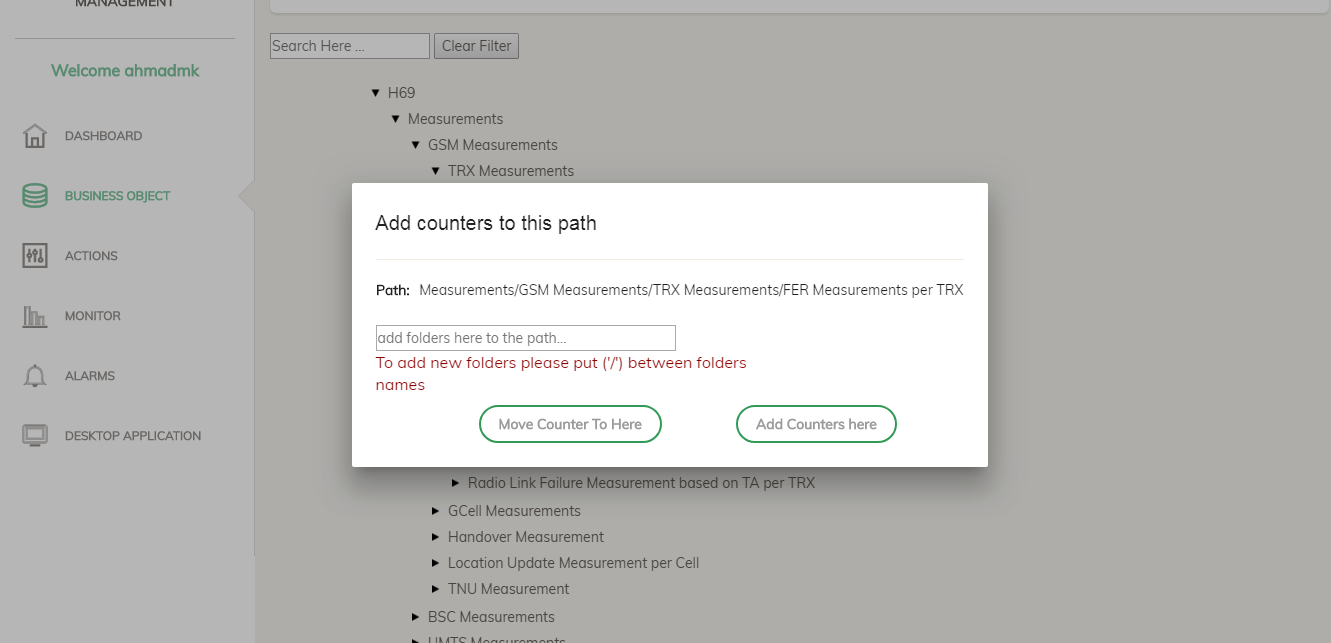 MANAGEMENT
Welcome ahmadmk
DASHBOARD
BUSINESS OBJECT
ACTIONS
MONITOR
ALARMS
DESKTOP APPLICATION
Search Here ... Clear Filter
H69
Measurements
GSM Measurements
TRX Measurements
Add counters to this path
Path: Measurements/GSM Measurements/TRX Measurements/FER Measurements per TRX
add folders here to the path...
To add new folders please put ('/') between folders
names
Move Counter To Here Add Counters here
Radio Link Failure Measurement based on TA per TRX
GCell Measurements
Handover Measurement
Location Update Measurement per Cell
TNU Measurement
BSC Measurements
UMTS Measurements